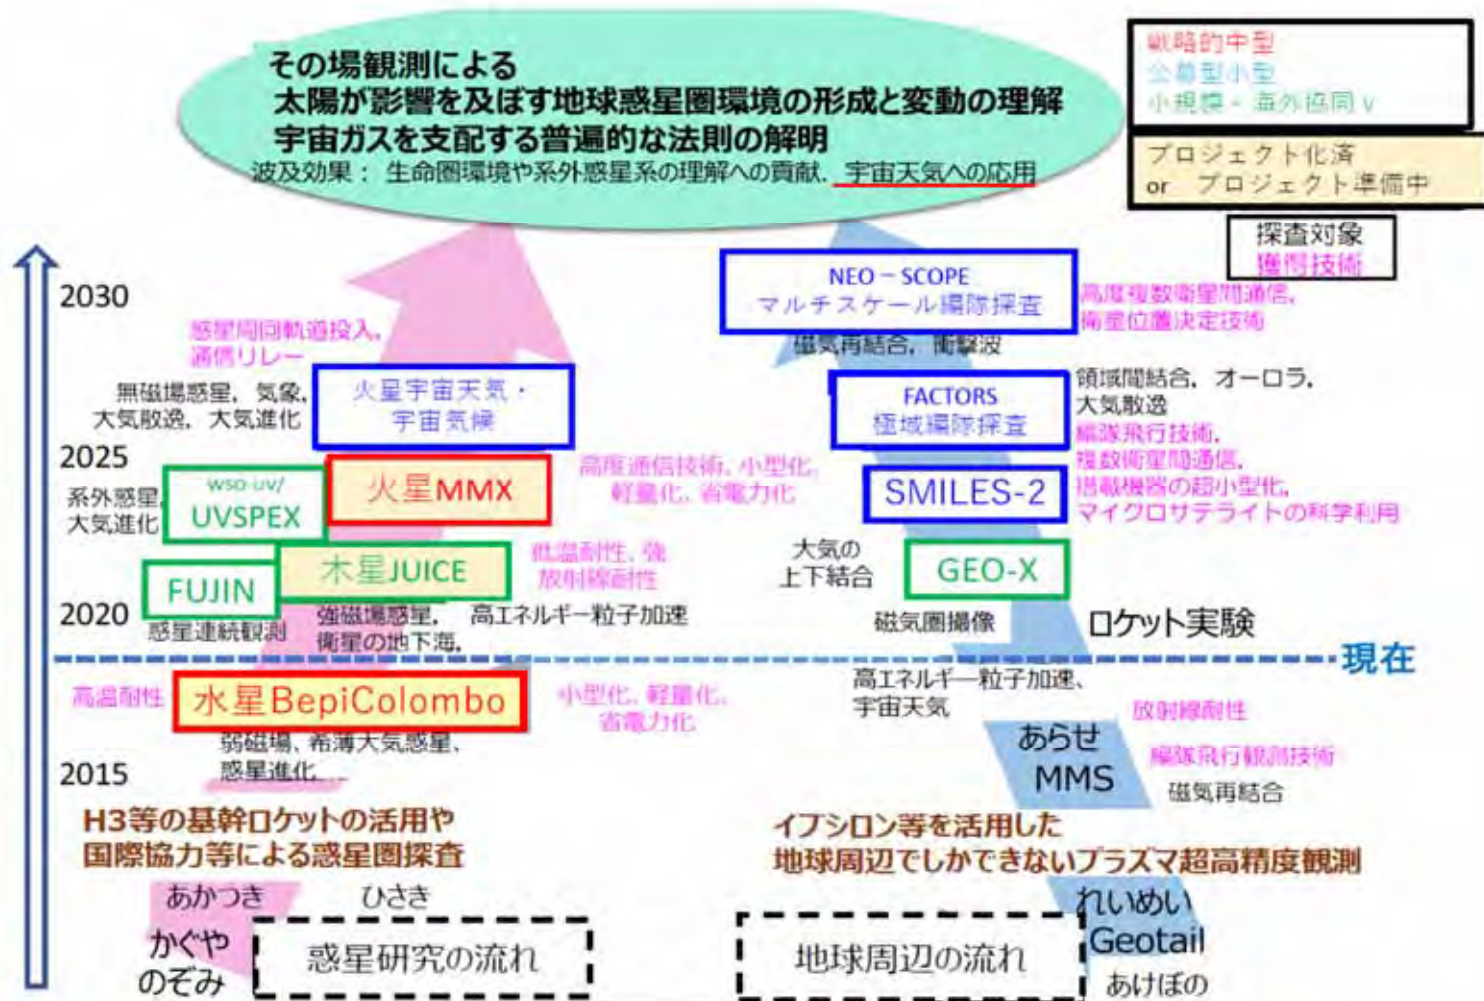 その場観測による
太陽が影響を及ぼす地球惑星圏環境の形成と変動の理解
宇宙ガスを支配する普遍的な法則の解明
波及効果： 生命圏環境や系外惑星系の理解への貢献、宇宙天気への応用
戦略的中型
公募型小型
小規模－海外協同 v
プロジェクト化済
or プロジェクト準備中
探査対象
獲得技術
2030
惑星周回軌道投入、
通信リレー
無磁場惑星，気象，
大気散逸，大気進化
火星宇宙天気・
宇宙気候
NEO－SCOPE
マルチスケール編隊探査
高度複数衛星間通信、
衛星位置決定技術
磁気再結合，衝撃波
FACTORS
極域編隊探査
領域間結合，オーロラ，
大気散逸
編隊飛行技術、
複数衛星間通信、
搭載機器の超小型化、
マイクロサテライトの科学利用
2025
系外惑星，
大気進化
wso-uv/
UVSPEX
火星MMX
高度通信技術、小型化、
軽量化、省電力化
SMILES-2
FUJIN
木星JUICE
低温耐性、強
放射線耐性
大気の
上下結合
GEO-X
2020
惑星連続観測
強磁場惑星， 高エネルギー粒子加速
衛星の地下海，
磁気圏撮像
ロケット実験
現在
高温耐性
水星BepiColombo
小型化、軽量化、
省電力化
弱磁場、希薄大気惑星、
惑星進化、
高エネルギー粒子加速、
宇宙天気
あらせ
MMS
放射線耐性
編隊飛行観測技術
磁気再結合
2015
H3等の基幹ロケットの活用や
国際協力等による惑星圏探査
イプシロン等を活用した
地球周辺でしかできないプラズマ超高精度観測
あかつき
ひさき
かぐや
のぞみ
惑星研究の流れ
地球周辺の流れ
れいめい
Geotail
あけぼの